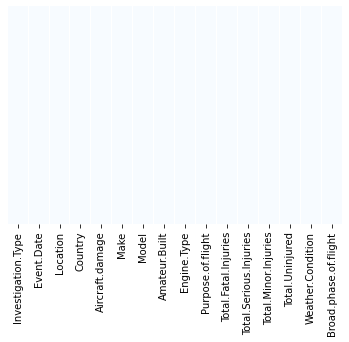 Investigation.Type
Event.Date
Location
Country
Aircraft.damage
Make
Model
Amateur.Built
Engine.Type
Purpose.of.flight
Total.Fatal.Injuries
Total.Serious.Injuries
Total.Minor.Injuries
Total.Uninjured
Weather.Condition
Broad.phase.of.flight